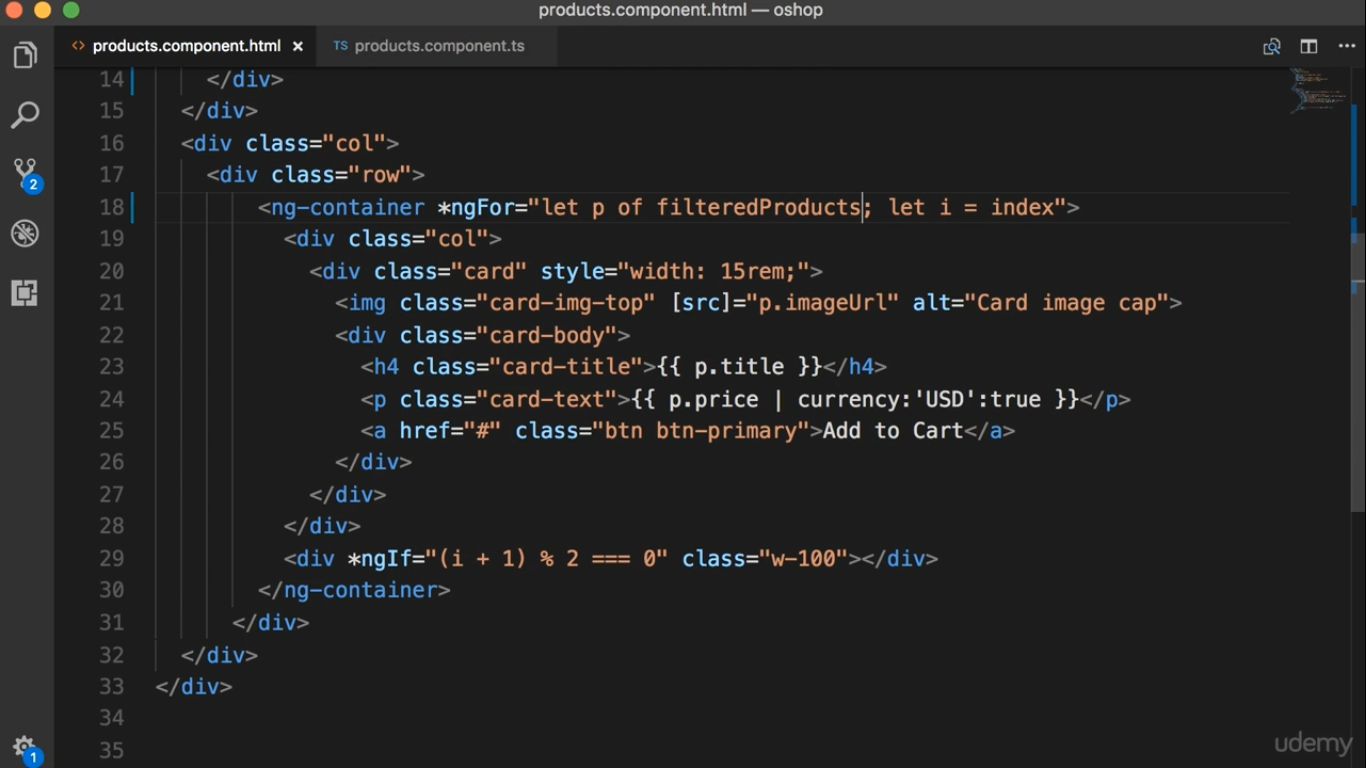 products.component.html — oshop
<> products.component.html × TS products.component.ts
14 </div>
15 </div>
16 <div class="col">
17 <div class="row">
18 <ng-container *ngFor="let p of filteredProducts; let i = index">
19 <div class="col">
20 <div class="card" style="width: 15rem;">
21 <img class="card-img-top" [src]="p.imageUrl" alt="Card image cap">
22 <div class="card-body">
23 <h4 class="card-title">{{ p.title }}</h4>
24 <p class="card-text">{{ p.price | currency:'USD':true }}</p>
25 <a href="#" class="btn btn-primary">Add to Cart</a>
26 </div>
27 </div>
28 </div>
29 <div *ngIf="(i + 1) % 2 === 0" class="w-100"></div>
30 </ng-container>
31 </div>
32 </div>
33 </div>
34
35
2
1
udemy